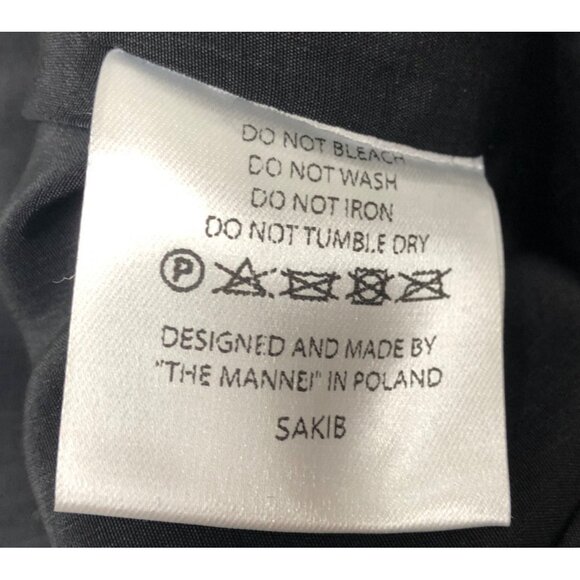 DO NOT BLEACH
DO NOT WASH
DO NOT IRON
DO NOT TUMBLE DRY
P
DESIGNED AND MADE BY
"THE MANNEI" IN POLAND
SAKIB